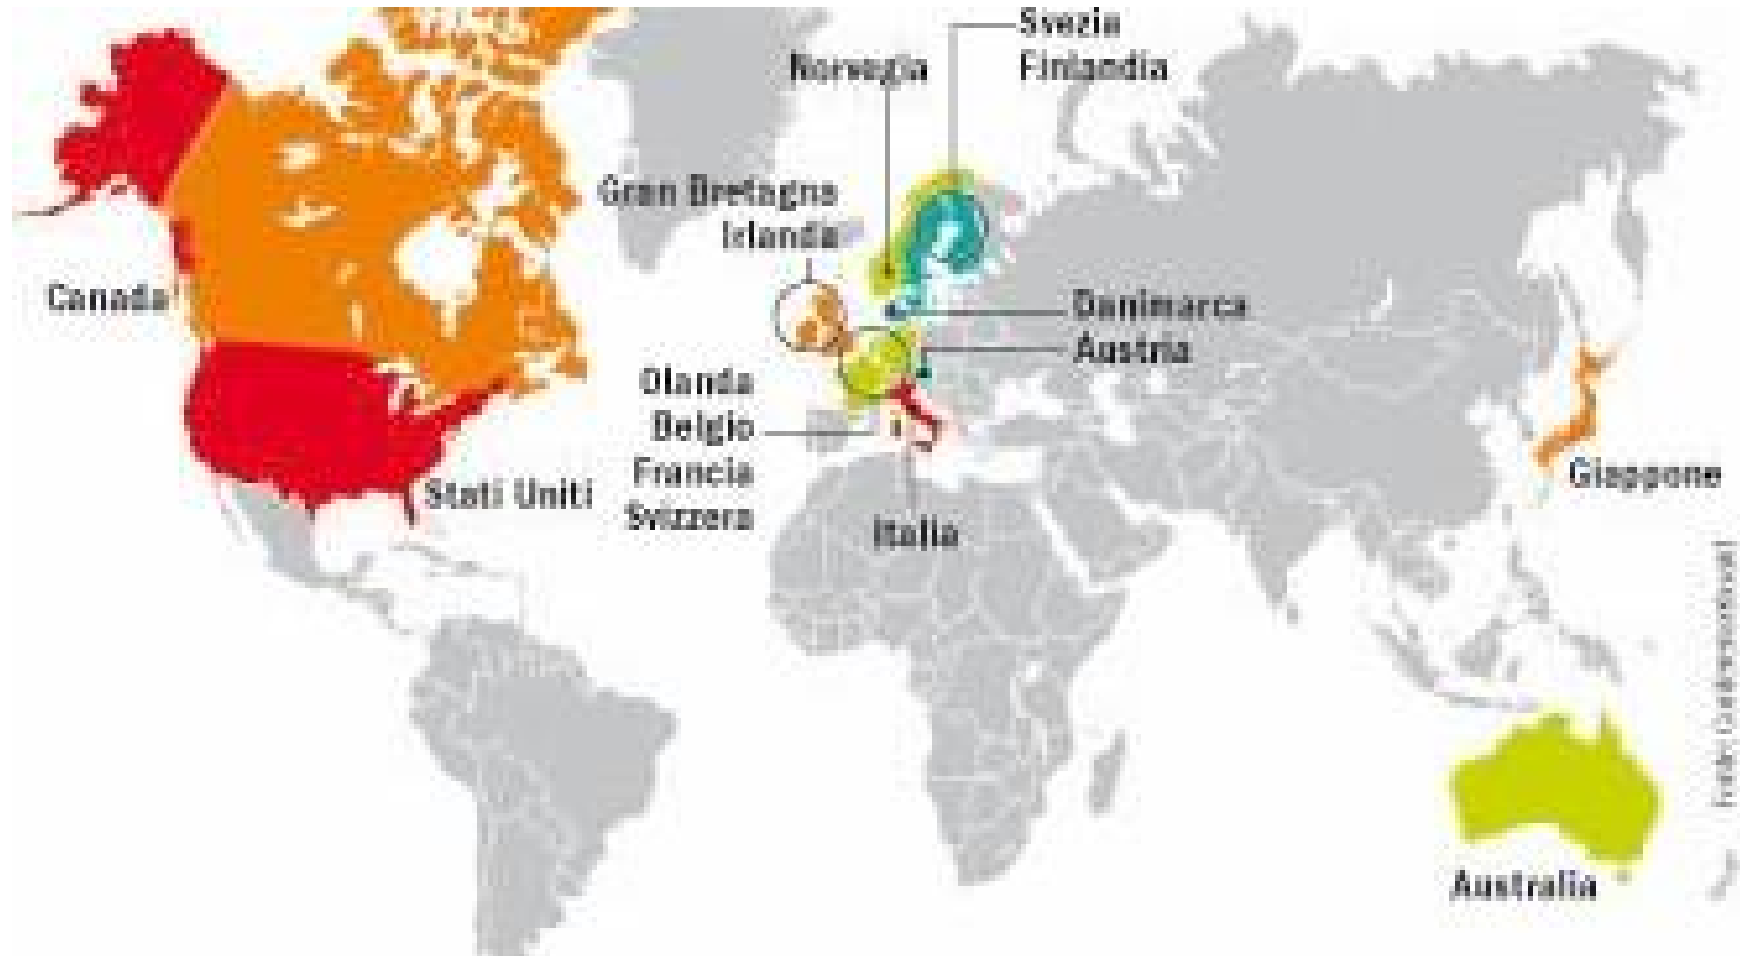 Svezia
Finlandia
Norvegia
Gran Bretagna
Irlanda
Canada
Danimarca
Austria
Olanda
Belgio
Francia
Svizzera
Stati Uniti
Italia
Giappone
Australia